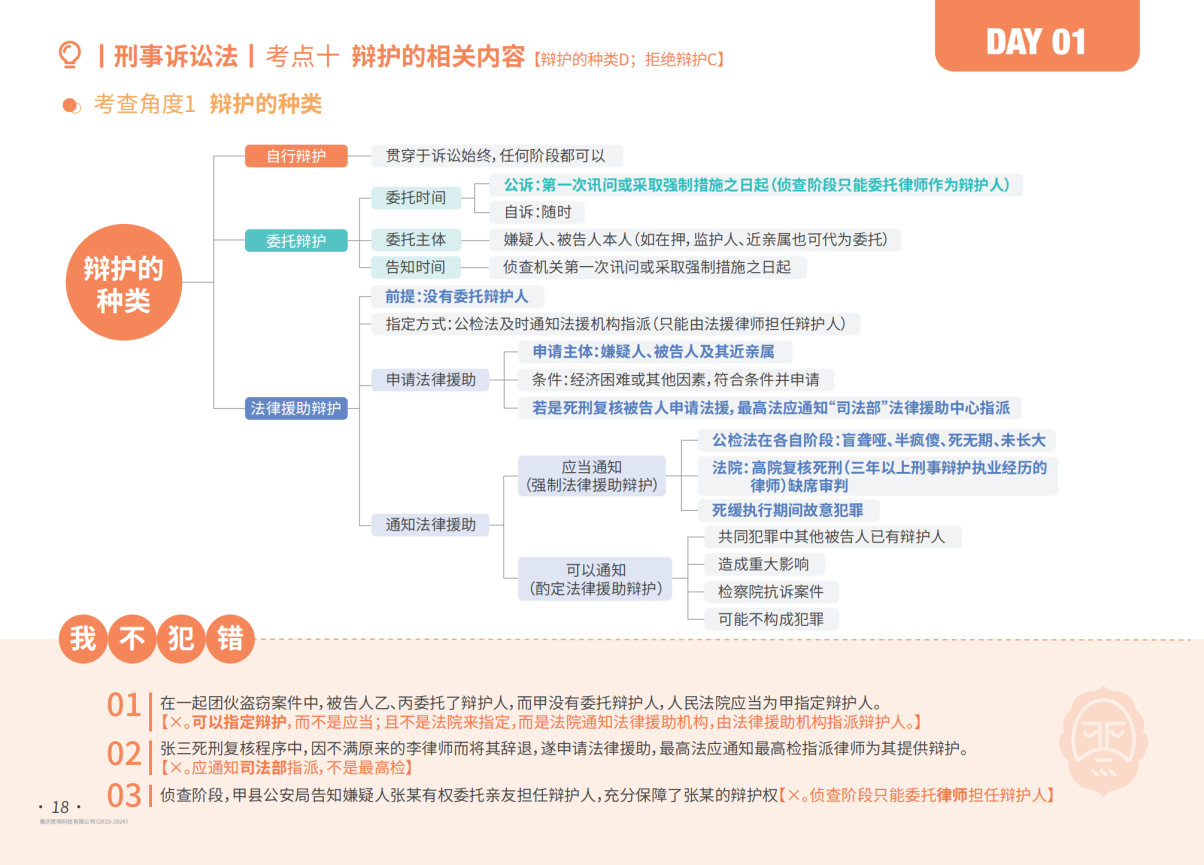 DAY 01
|刑事诉讼法|考点十 辩护的相关内容【辩护的种类D；拒绝辩护C】
考查角度1 辩护的种类
辩护的
种类
自行辩护
贯穿于诉讼始终，任何阶段都可以
委托辩护
委托时间
公诉：第一次讯问或采取强制措施之日起（侦查阶段只能委托律师作为辩护人）
自诉：随时
委托主体
嫌疑人、被告人本人（如在押，监护人、近亲属也可代为委托）
告知时间
侦查机关第一次讯问或采取强制措施之日起
法律援助辩护
前提：没有委托辩护人
指定方式：公检法及时通知法援机构指派（只能由法援律师担任辩护人）
申请法律援助
申请主体：嫌疑人、被告人及其近亲属
条件：经济困难或其他因素，符合条件并申请
若是死刑复核被告人申请法援，最高法应通知“司法部”法律援助中心指派
通知法律援助
应当通知
（强制法律援助辩护）
公检法在各自阶段：盲聋哑、半疯傻、死无期、未长大
法院：高院复核死刑（三年以上刑事辩护执业经历的
律师）缺席审判
死缓执行期间故意犯罪
可以通知
（酌定法律援助辩护）
共同犯罪中其他被告人已有辩护人
造成重大影响
检察院抗诉案件
可能不构成犯罪
我不犯错
01 在一起团伙盗窃案件中，被告人乙、丙委托了辩护人，而甲没有委托辩护人，人民法院应当为甲指定辩护人。
【×。可以指定辩护，而不是应当；且不是法院来指定，而是法院通知法律援助机构，由法律援助机构指派辩护人。】
02 张三死刑复核程序中，因不满原来的李律师而将其辞退，遂申请法律援助，最高法应通知最高检指派律师为其提供辩护。
【×。应通知司法部指派，不是最高检】
03 侦查阶段，甲县公安局告知嫌疑人张某有权委托亲友担任辩护人，充分保障了张某的辩护权【×。侦查阶段只能委托律师担任辩护人】
· 18 ·